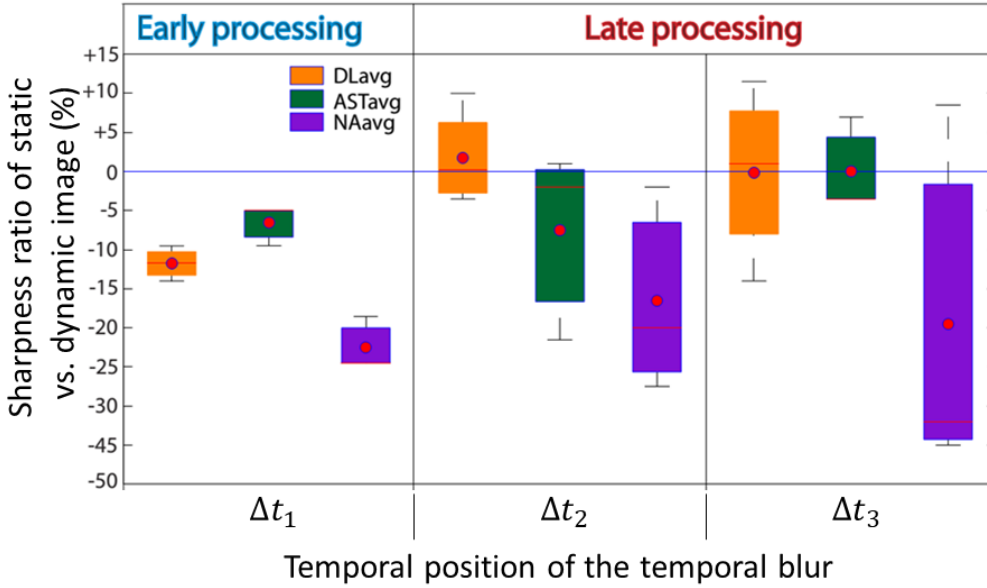 Early processing
Late processing
Sharpness ratio of static
vs. dynamic image (%)
+15
+10
+5
0
-5
-10
-15
-20
-25
-30
-45
-50
DLavg
ASTavg
NAavg
Δt1
Δt2
Δt3
Temporal position of the temporal blur